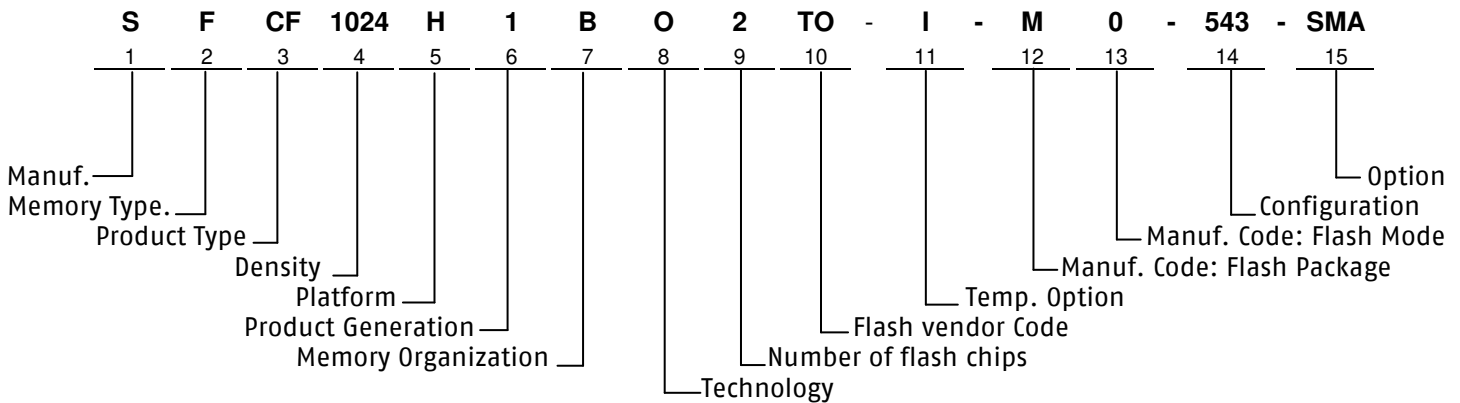 S F CF 1024 H 1 B O 2 TO - I - M 0 - 543 - SMA
1 2 3 4 5 6 7 8 9 10 11 12 13 14 15
Manuf. Option
Memory Type. Configuration
Product Type Manuf. Code: Flash Mode
Density Manuf. Code: Flash Package
Platform Temp. Option
Product Generation Flash vendor Code
Memory Organization Number of flash chips
Technology